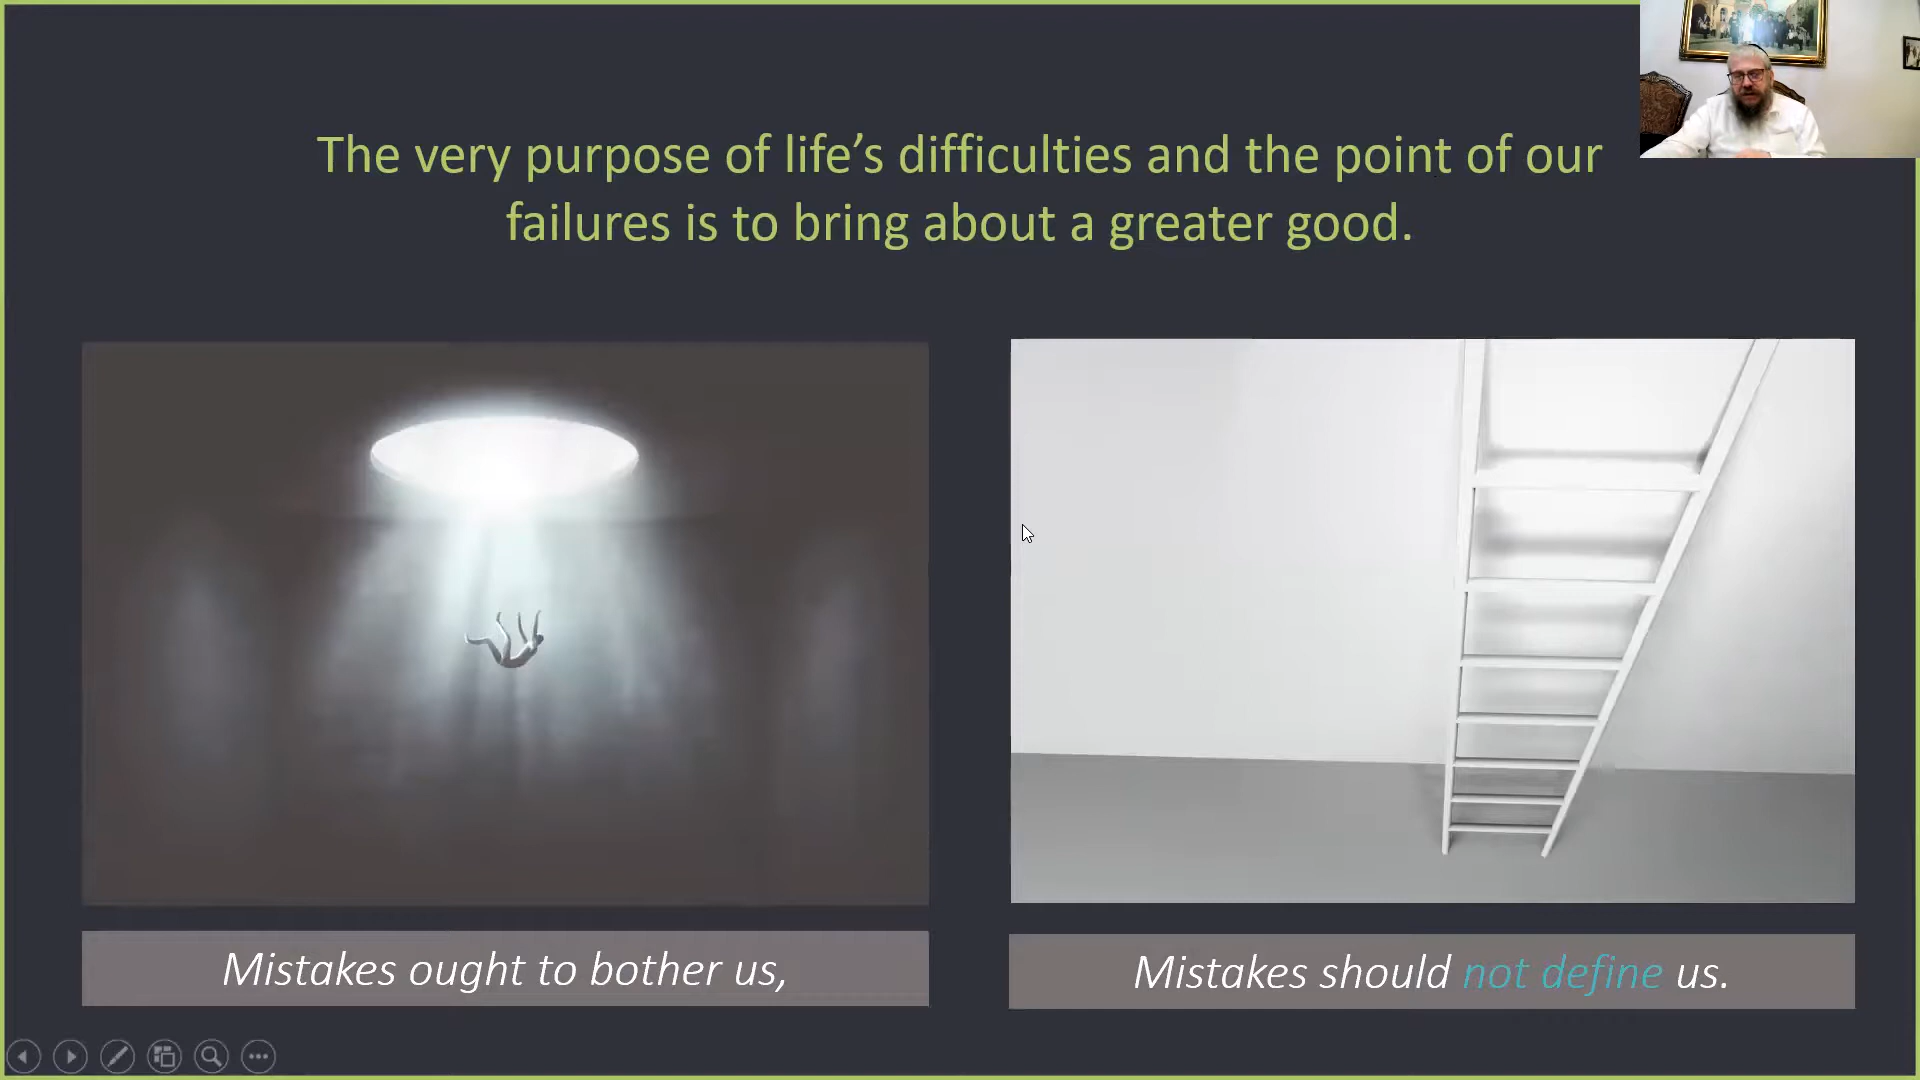 The very purpose of life’s difficulties and the point of our
failures is to bring about a greater good.
Mistakes ought to bother us,
Mistakes should not define us.